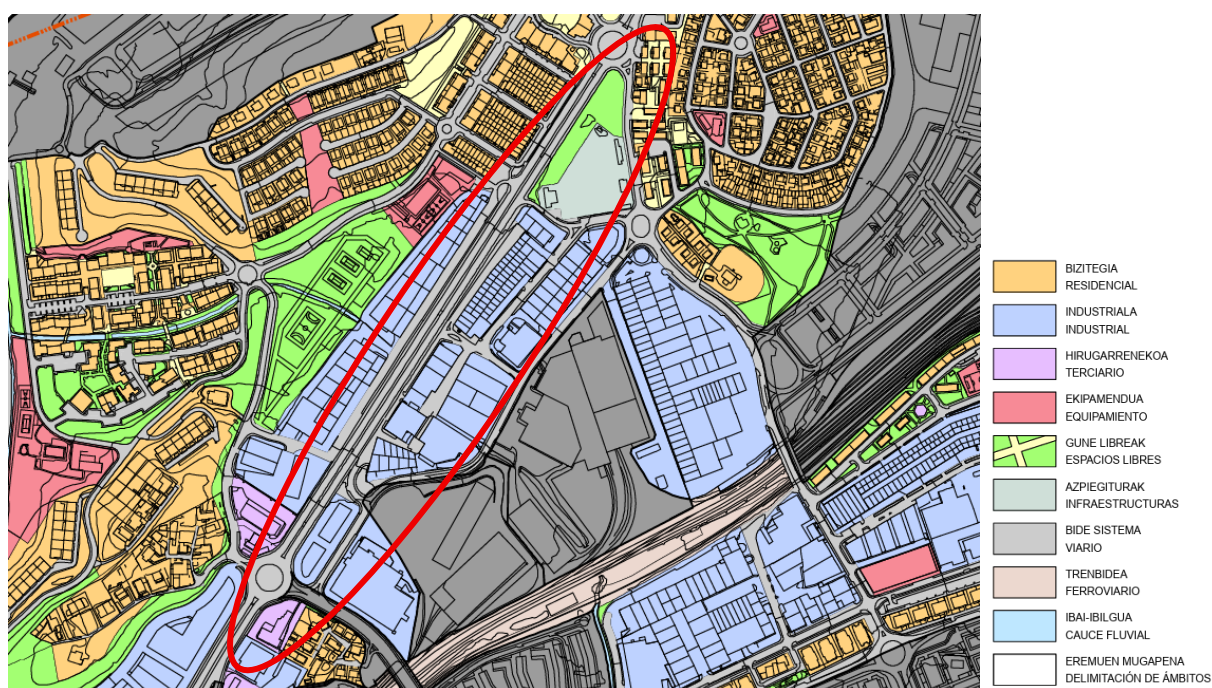 BIZITEGIA
RESIDENCIAL
INDUSTRIALA
INDUSTRIAL
HIRUGARRENEKOA
TERCIARIO
EKIPAMENDUA
EQUIPAMIENTO
GUNE LIBREAK
ESPACIOS LIBRES
AZPIEGITURAK
INFRAESTRUCTURAS
BIDE SISTEMA
VIARIO
TRENBIDEA
FERROVIARIO
IBAI-IBILGUA
CAUCE FLUVIAL
EREMUEN MUGAPENA
DELIMITACIÓN DE ÁMBITOS